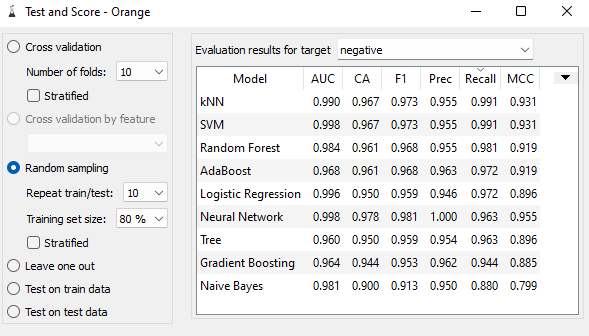 Test and Score - Orange
Cross validation
Number of folds: 10
Stratified
Cross validation by feature
Random sampling
Repeat train/test: 10
Training set size: 80 %
Stratified
Leave one out
Test on train data
Test on test data
Evaluation results for target negative
Model AUC CA F1 Prec Recall MCC
kNN 0.990 0.967 0.973 0.955 0.991 0.931
SVM 0.998 0.967 0.973 0.955 0.991 0.931
Random Forest 0.984 0.961 0.968 0.955 0.981 0.919
AdaBoost 0.968 0.961 0.968 0.963 0.972 0.919
Logistic Regression 0.996 0.950 0.959 0.946 0.972 0.896
Neural Network 0.998 0.978 0.981 1.000 0.963 0.955
Tree 0.960 0.950 0.959 0.954 0.963 0.896
Gradient Boosting 0.964 0.944 0.953 0.962 0.944 0.885
Naive Bayes 0.981 0.900 0.913 0.950 0.880 0.799